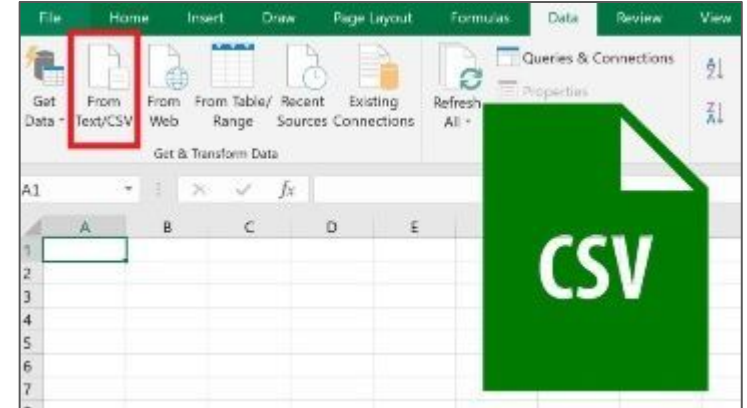 File Home Insert Draw Page Layout Formulas Data Review View
Get From From From Table/ Recent Existing Refresh
Data Text/CSV Web Range Sources Connections All
Queries & Connections
Properties
Get & Transform Data
A1 fx
A B C D E
1
2
3
4
5
6
7
A
Z
Z
A
CSV